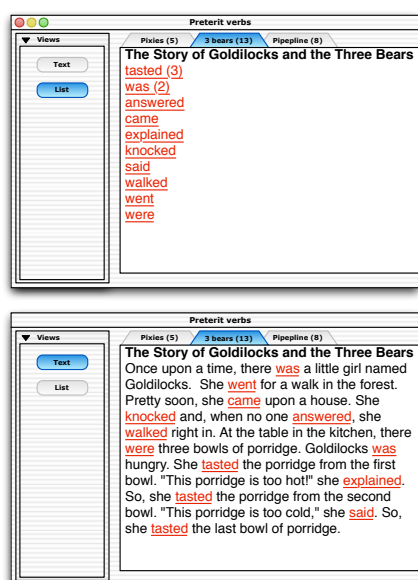 Preterit verbs
Views
Pixies (5) 3 bears (13) Pipepline (8)
Text
List
The Story of Goldilocks and the Three Bears
tasted (3)
was (2)
answered
came
explained
knocked
said
walked
went
were
Preterit verbs
Views
Pixies (5) 3 bears (13) Pipepline (8)
Text
List
The Story of Goldilocks and the Three Bears
Once upon a time, there was a little girl named
Goldilocks. She went for a walk in the forest.
Pretty soon, she came upon a house. She
knocked and, when no one answered, she
walked right in. At the table in the kitchen, there
were three bowls of porridge. Goldilocks was
hungry. She tasted the porridge from the first
bowl. "This porridge is too hot!" she explained.
So, she tasted the porridge from the second
bowl. "This porridge is too cold," she said. So,
she tasted the last bowl of porridge.